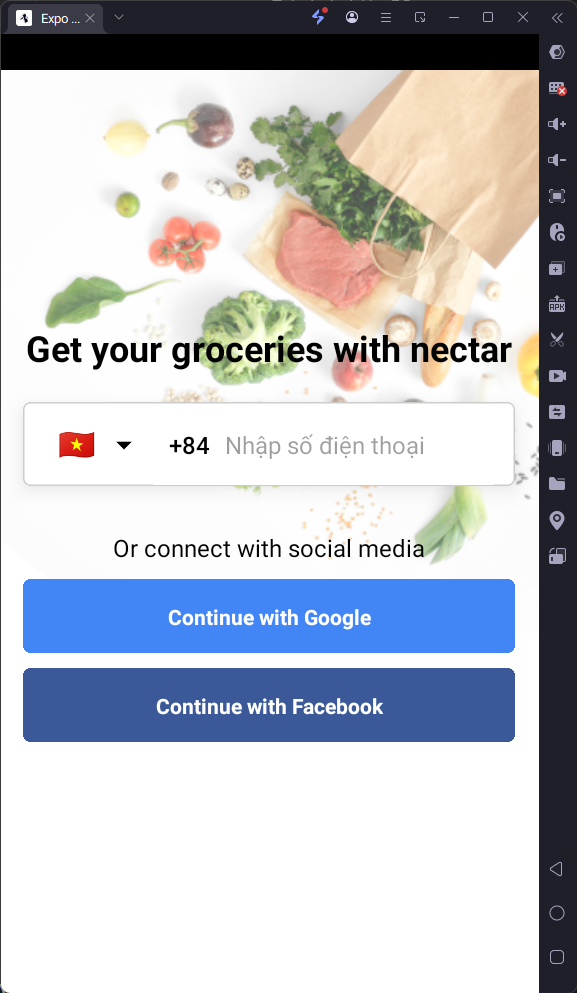 Expo ...
Get your groceries with nectar
+84 Nhập số điện thoại
Or connect with social media
Continue with Google
Continue with Facebook
APK